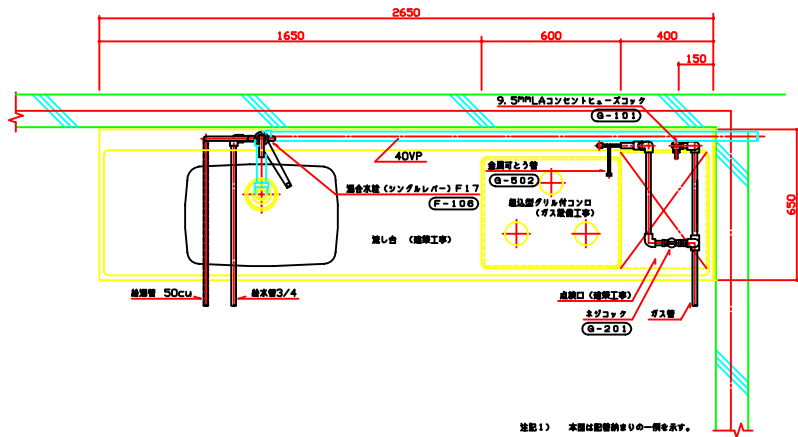 2650
1650
600
400
150
9.5mmLAコンセントヒューズコック
G-101
40VP
金属可とう管
G-502
混合水栓（シングルレバー）F17
F-106
組込型グリル付コンロ
（ガス設備工事）
流し台 （建築工事）
650
給湯管 50cu
給水管3/4
点検口（建築工事）
ネジコック
ガス管
G-201
注記1） 本図は配管納まりの一例を示す。